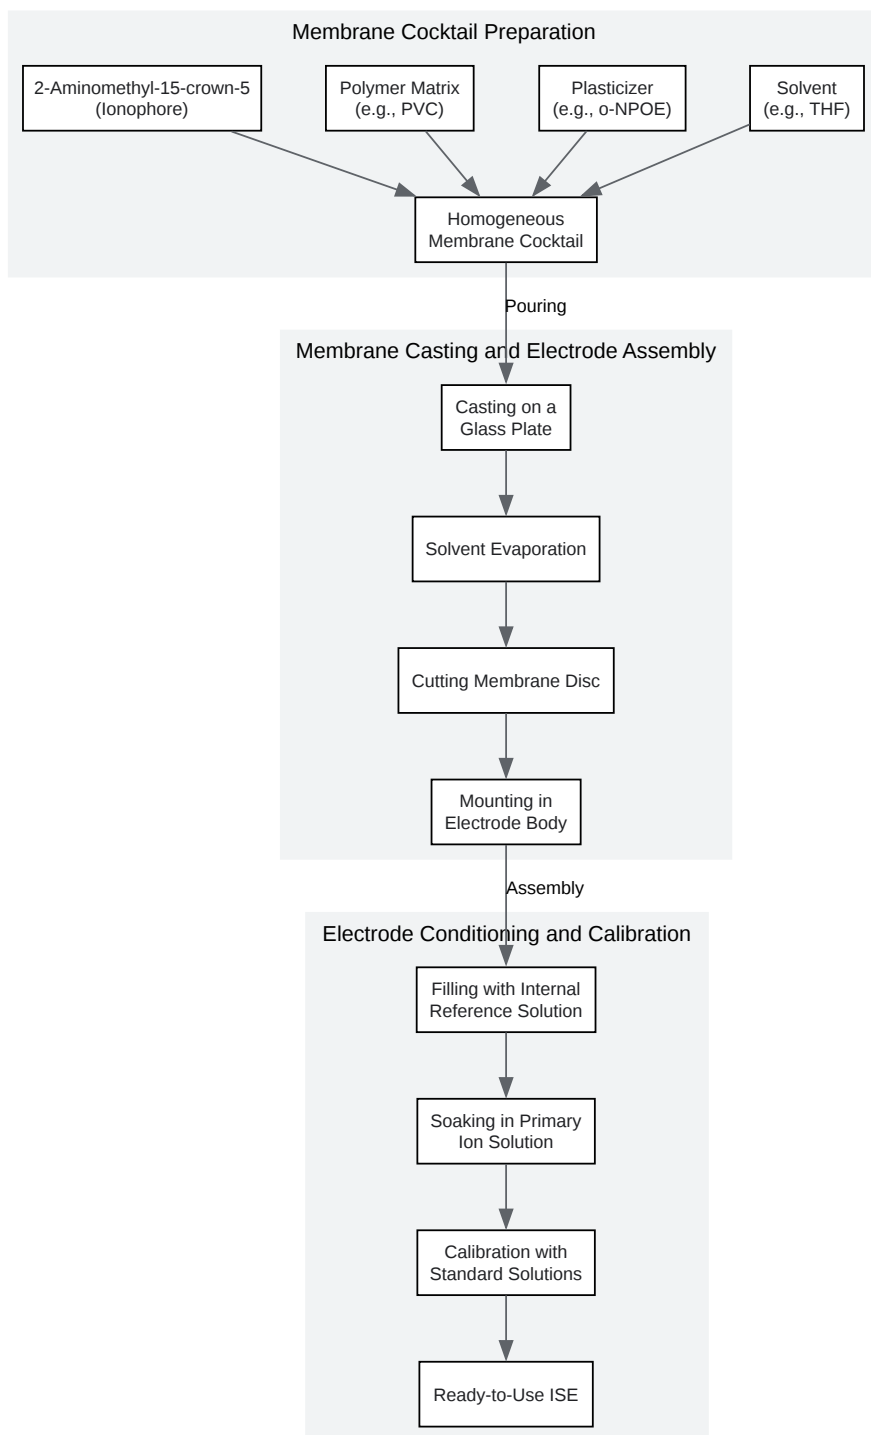 Membrane Cocktail Preparation
2-Aminomethyl-15-crown-5
(Ionophore)
Polymer Matrix
(e.g., PVC)
Plasticizer
(e.g., o-NPOE)
Solvent
(e.g., THF)
Homogeneous
Membrane Cocktail
Pouring
Membrane Casting and Electrode Assembly
Casting on a
Glass Plate
Solvent Evaporation
Cutting Membrane Disc
Mounting in
Electrode Body
Assembly
Electrode Conditioning and Calibration
Filling with Internal
Reference Solution
Soaking in Primary
Ion Solution
Calibration with
Standard Solutions
Ready-to-Use ISE